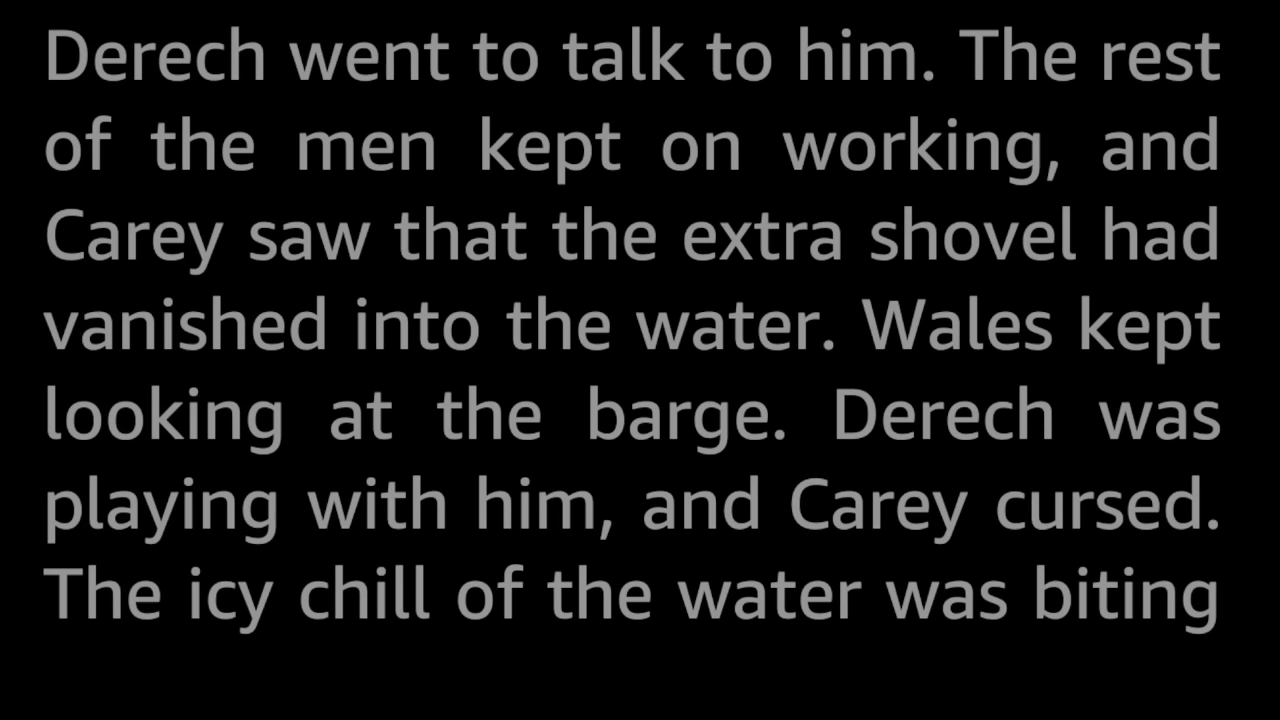 Derech went to talk to him. The rest
of the men kept on working, and
Carey saw that the extra shovel had
vanished into the water. Wales kept
looking at the barge. Derech was
playing with him, and Carey cursed.
The icy chill of the water was biting